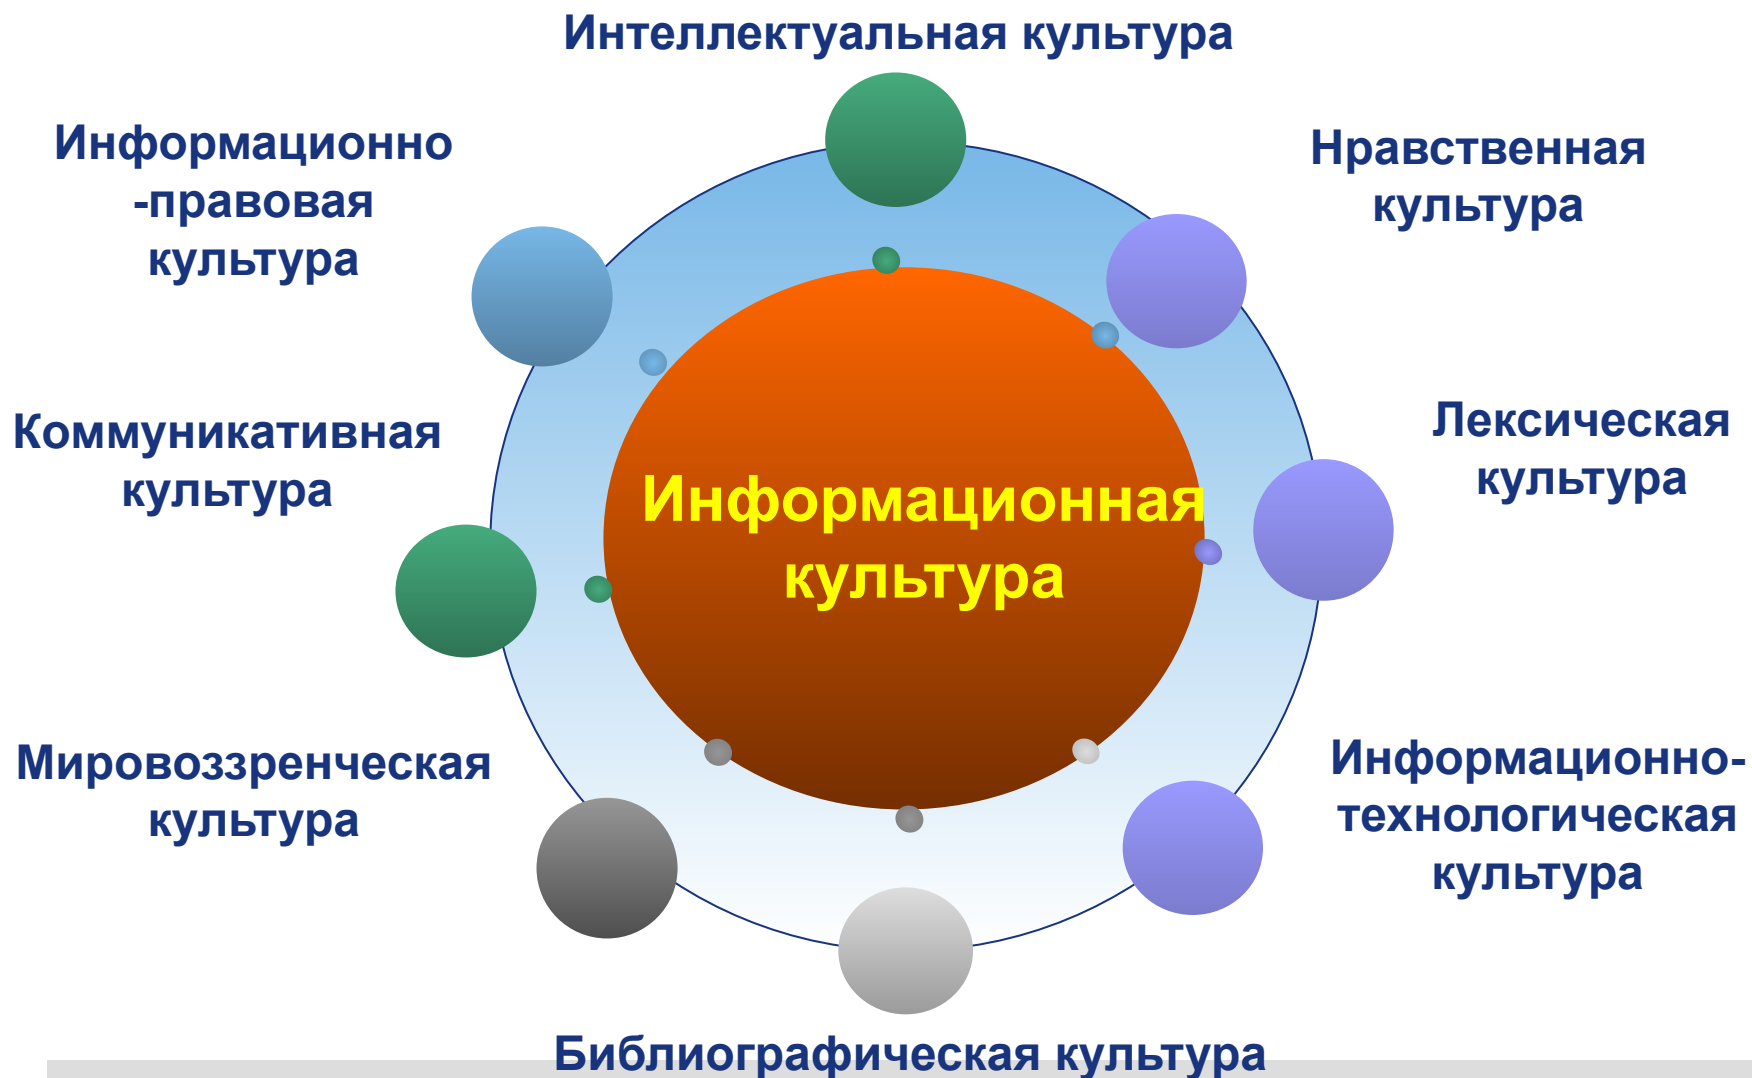 Интеллектуальная культура
Информационно
-правовая
культура
Нравственная
культура
Коммуникативная
культура
Лексическая
культура
Информационная
культура
Мировоззренческая
культура
Информационно-
технологическая
культура
Библиографическая культура